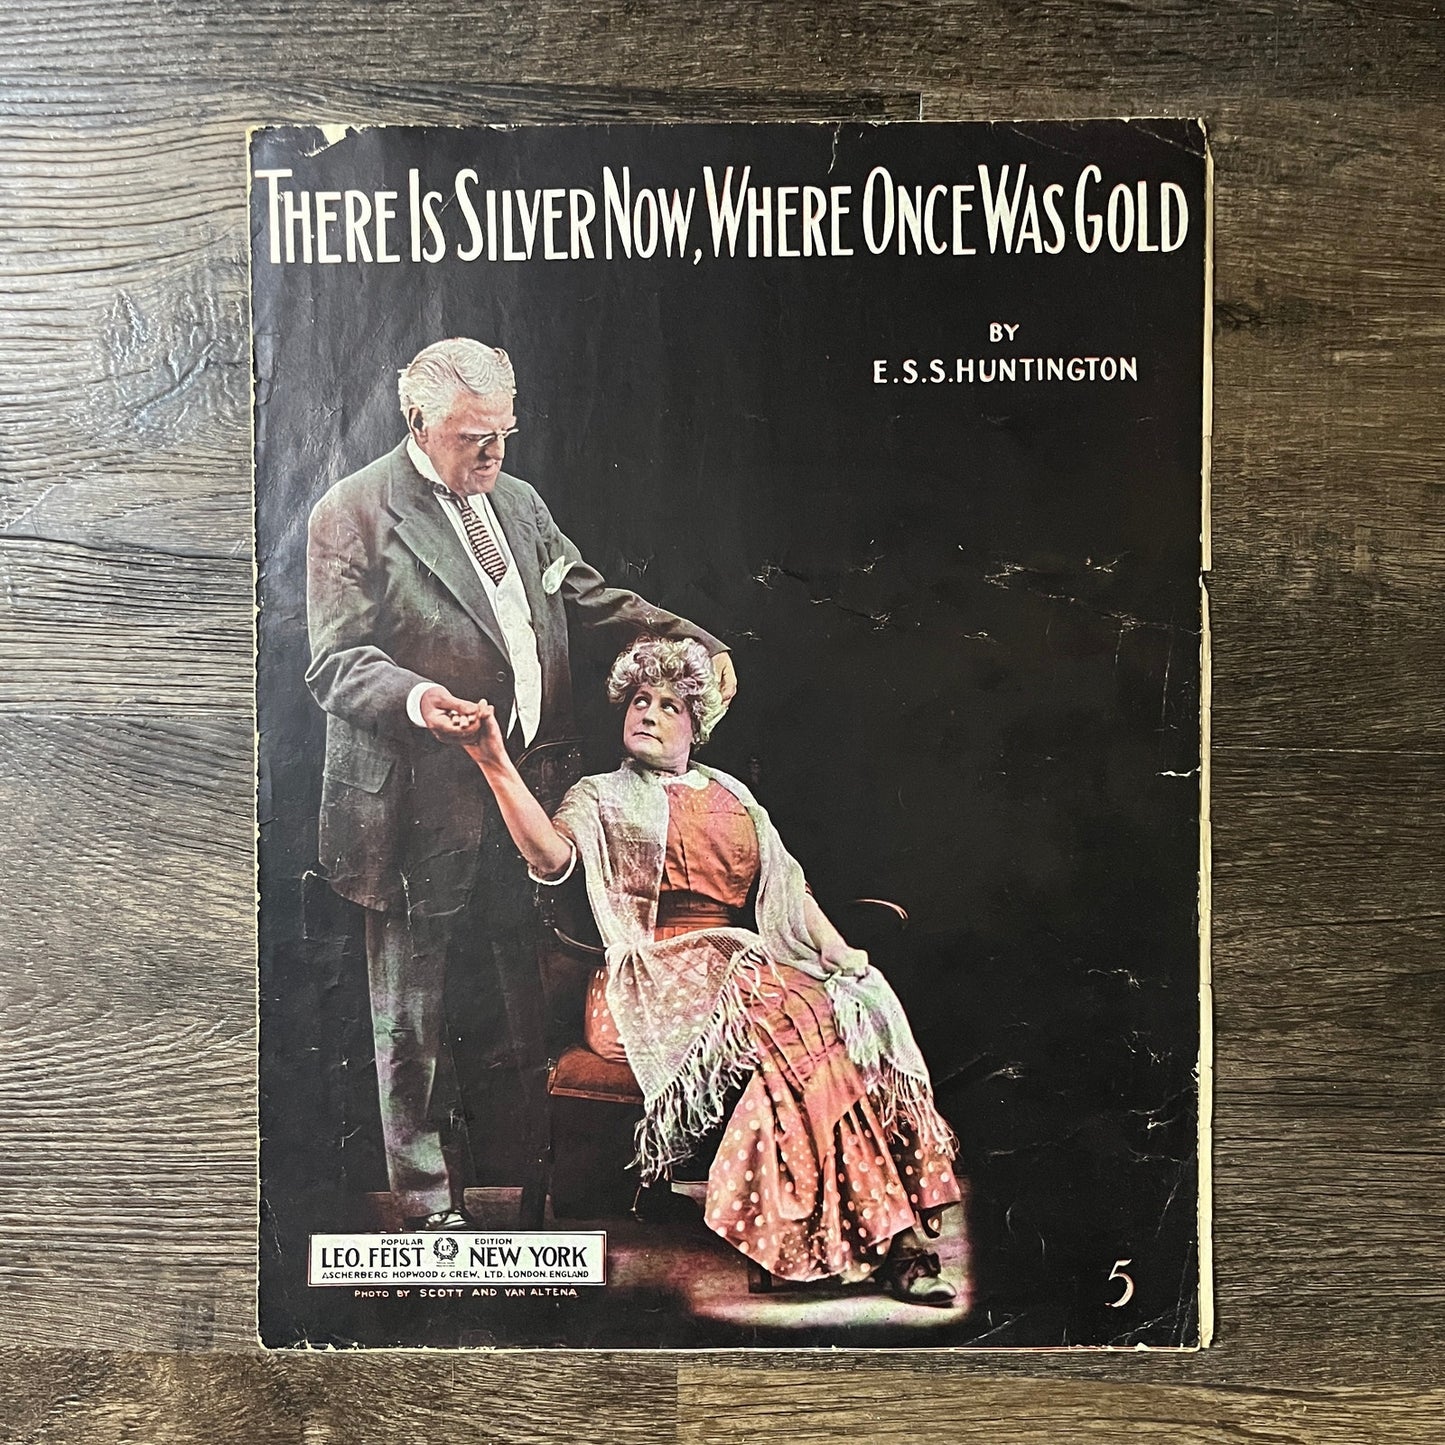 THERE IS SILVER NOW, WHERE ONCE WAS GOLD
BY
E.S.S. HUNTINGTON
POPULAR EDITION
LEO. FEIST NEW YORK
ASCHERBERG HOPWOOD & CREW, LTD. LONDON, ENGLAND
PHOTO BY SCOTT AND VAN ALTENA
5